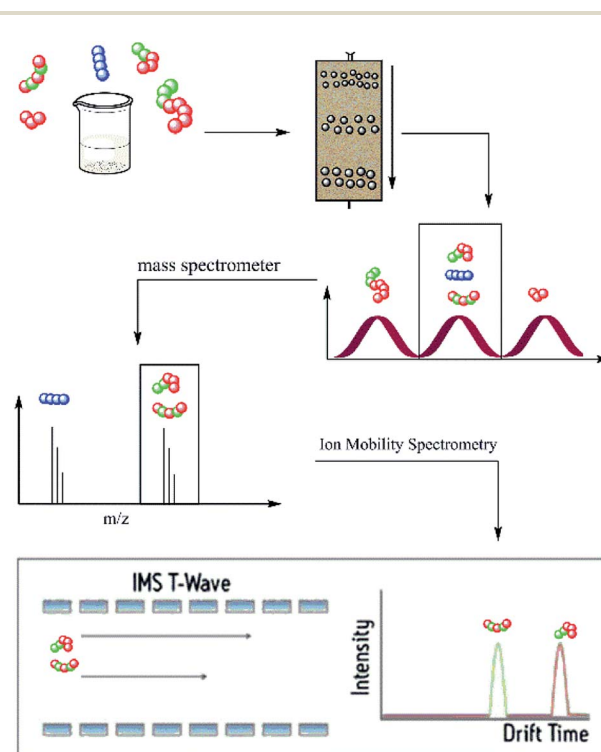 mass spectrometer
m/z
Ion Mobility Spectrometry
IMS T-Wave
Intensity
Drift Time